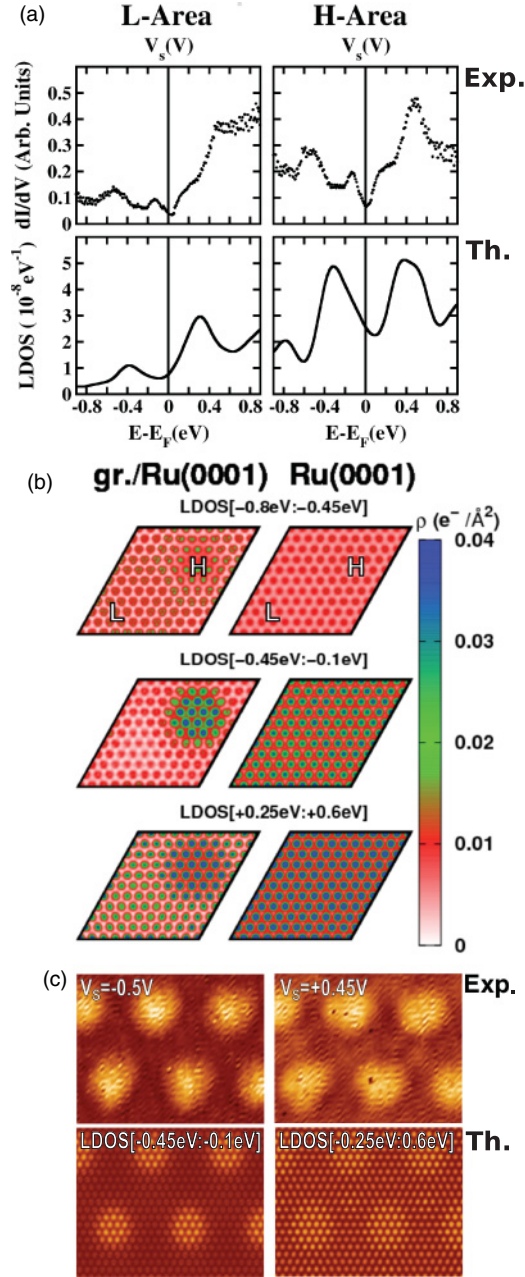 (a)
L-Area H-Area
V_s(V) V_s(V)
Exp.
dI/dV (Arb. Units)
0.5
0.4
0.3
0.2
0.1
0
Th.
LDOS (10^-8 eV^-1)
5
4
3
2
1
0
-0.8 -0.4 0 0.4 0.8 -0.8 -0.4 0 0.4 0.8
E-E_F(eV) E-E_F(eV)
(b)
gr./Ru(0001) Ru(0001)
LDOS[−0.8eV:−0.45eV]
H H
L L
LDOS[−0.45eV:−0.1eV]
LDOS[+0.25eV:+0.6eV]
ρ (e^- /Å^2)
0.04
0.03
0.02
0.01
0
(c)
V_S=-0.5V V_S=+0.45V
Exp.
LDOS[-0.45eV:-0.1eV] LDOS[-0.25eV:0.6eV]
Th.